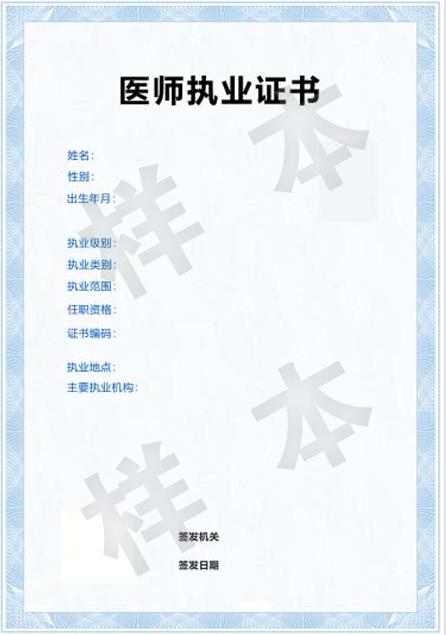 医师执业证书
姓名：
性别：
出生年月：
执业级别：
执业类别：
执业范围：
任职资格：
证书编码：
执业地点：
主要执业机构：
签发机关
签发日期
样本
样本